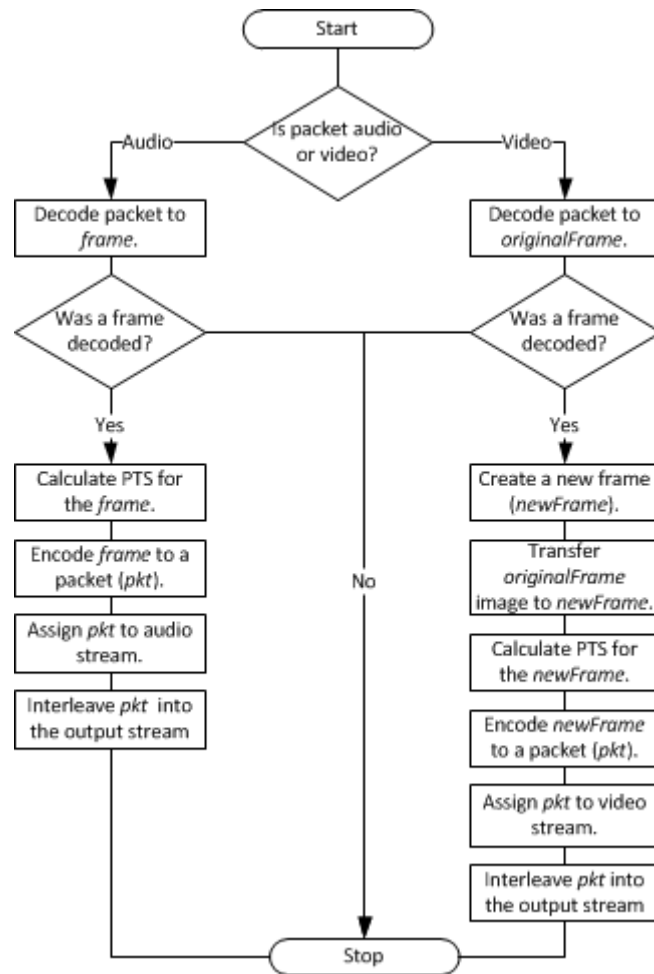 Start
Is packet audio
or video?
Audio
Video
Decode packet to
frame.
Decode packet to
originalFrame.
Was a frame
decoded?
Was a frame
decoded?
Yes
Yes
Calculate PTS for
the frame.
Encode frame to a
packet (pkt).
Assign pkt to audio
stream.
Interleave pkt into
the output stream
No
Create a new frame
(newFrame).
Transfer
originalFrame
image to newFrame.
Calculate PTS for
the newFrame.
Encode newFrame
to a packet (pkt).
Assign pkt to video
stream.
Interleave pkt into
the output stream
Stop